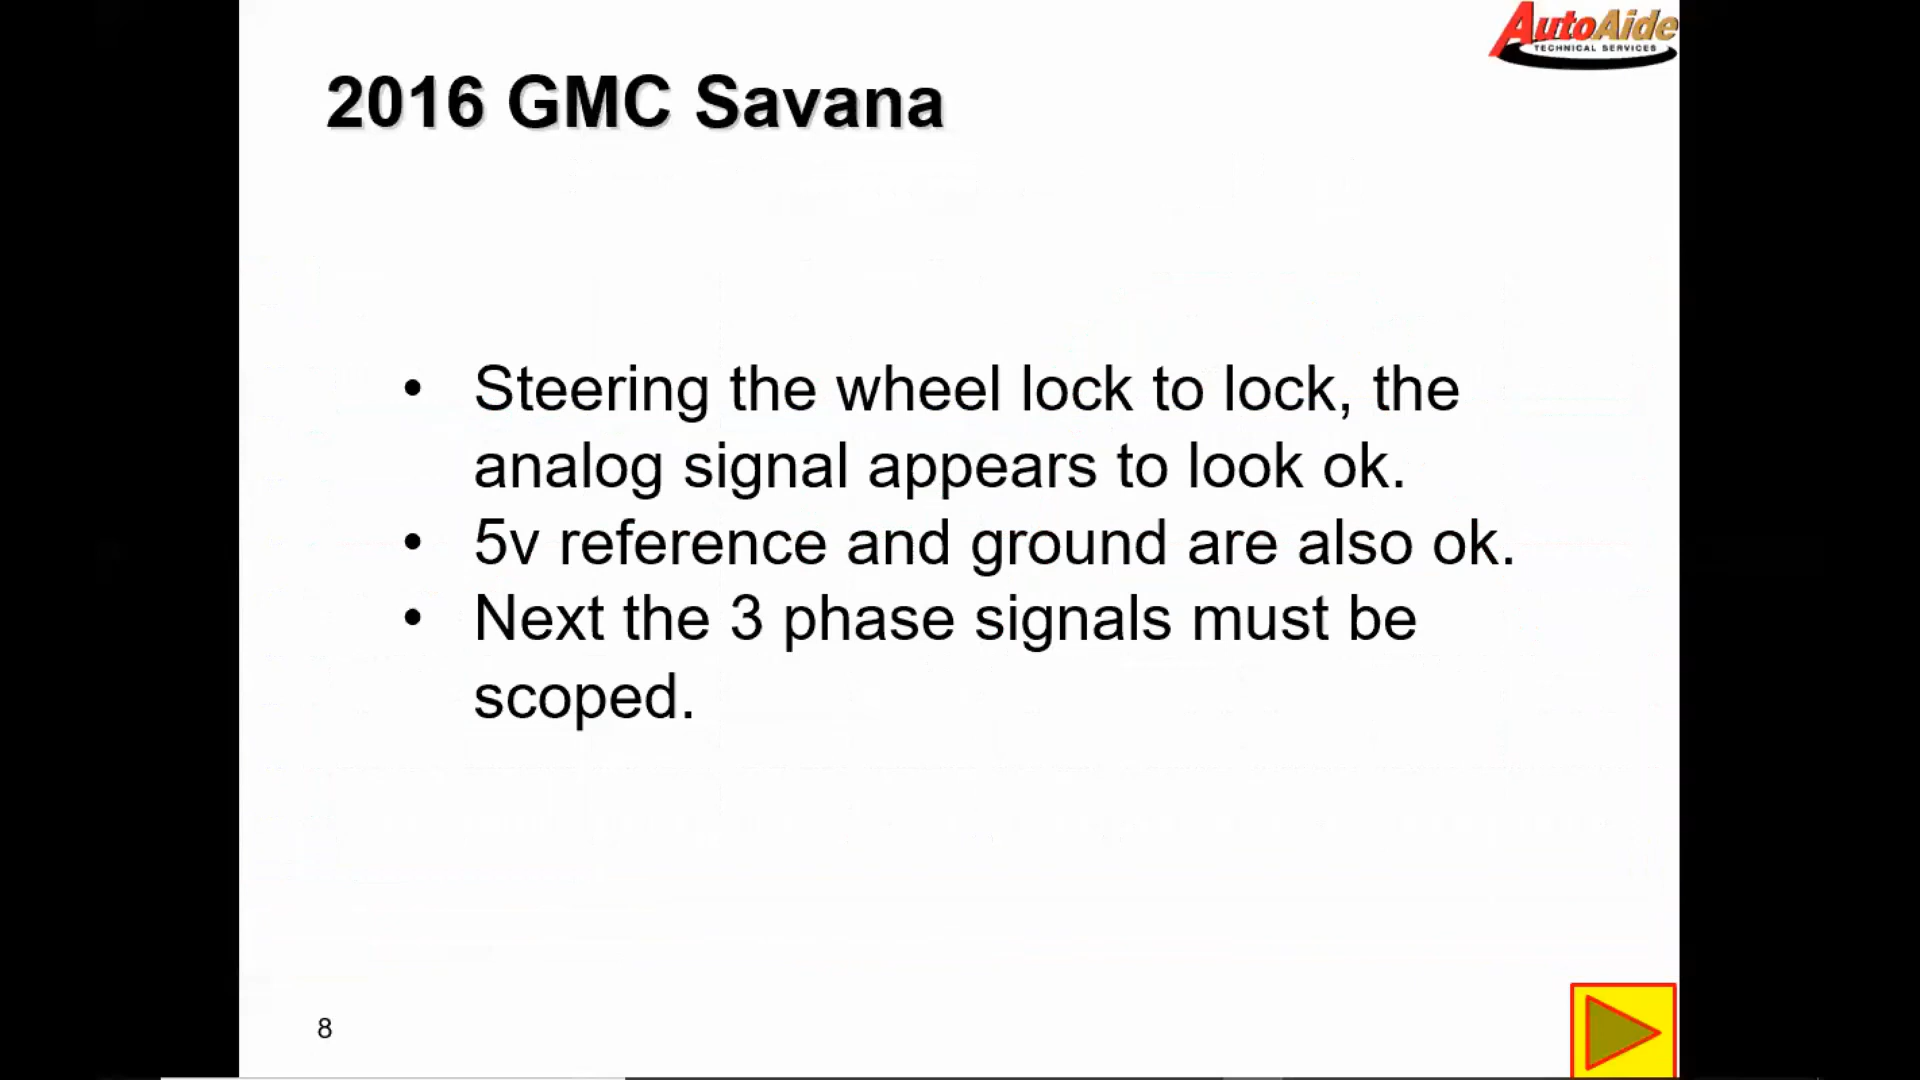 AutoAide
TECHNICAL SERVICES
2016 GMC Savana
• Steering the wheel lock to lock, the
analog signal appears to look ok.
• 5v reference and ground are also ok.
• Next the 3 phase signals must be
scoped.
8